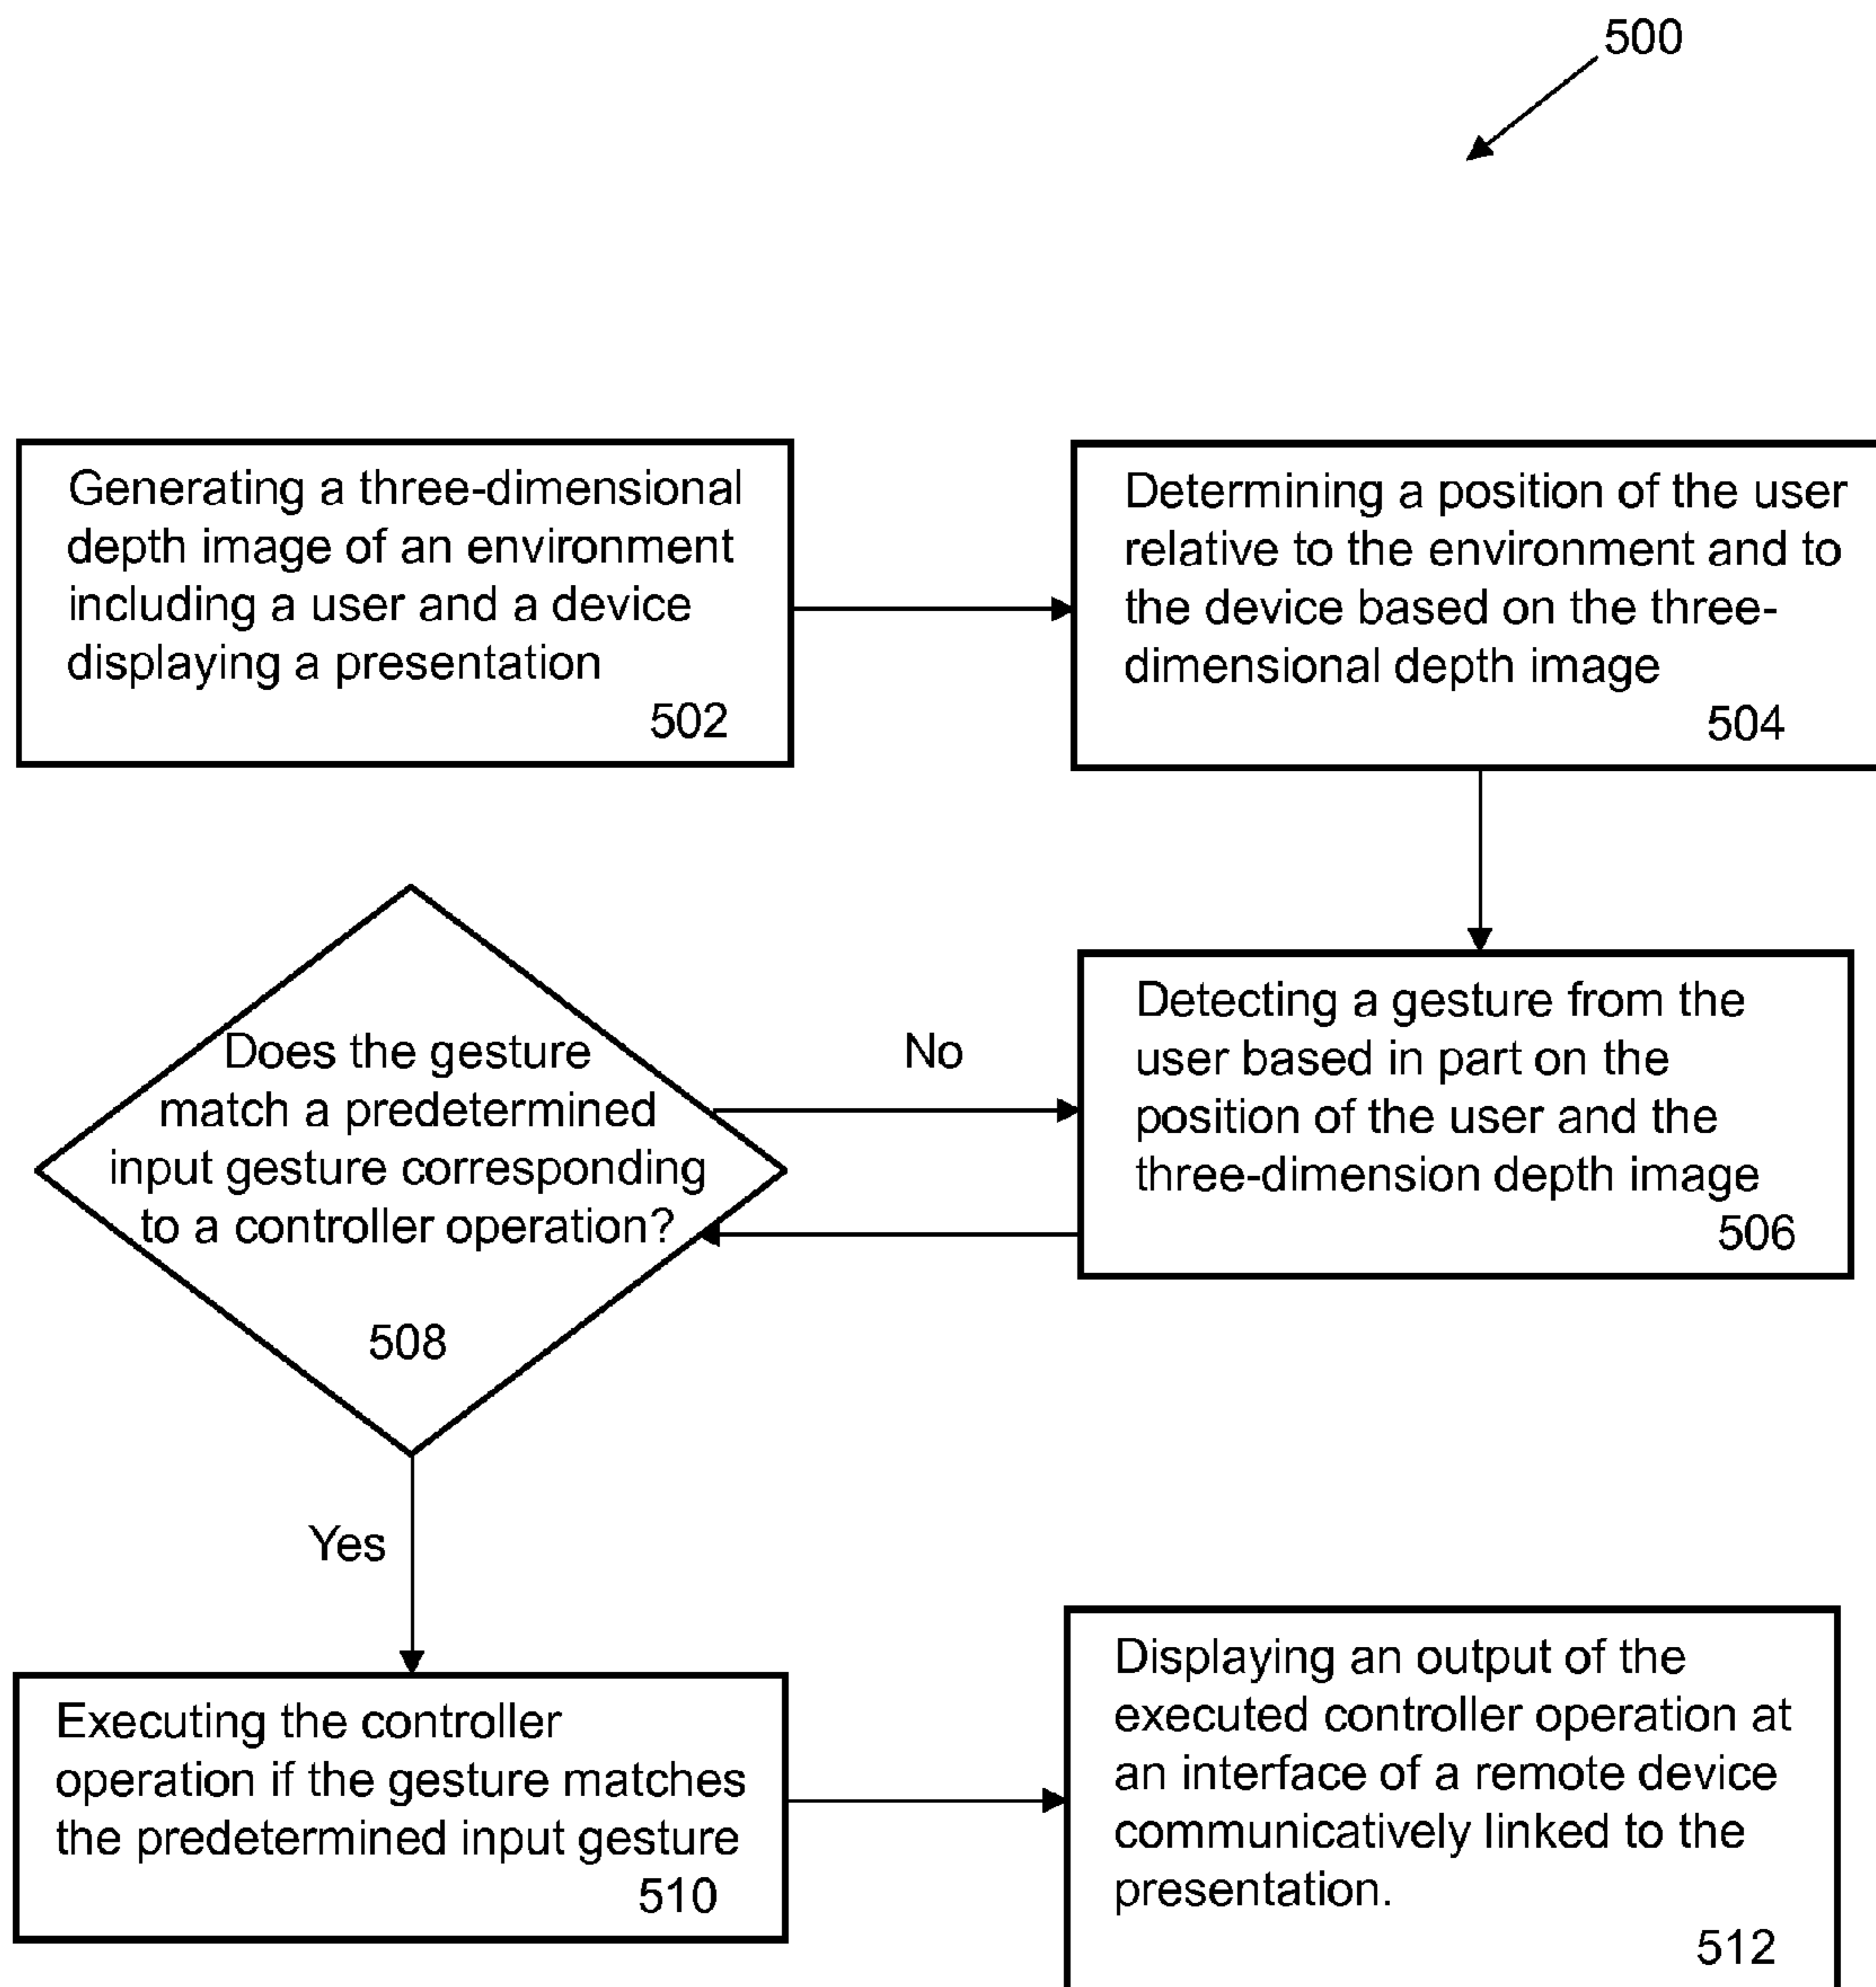 500
Generating a three-dimensional
depth image of an environment
including a user and a device
displaying a presentation
502
Determining a position of the user
relative to the environment and to
the device based on the three-
dimensional depth image
504
Detecting a gesture from the
user based in part on the
position of the user and the
three-dimension depth image
506
No
Does the gesture
match a predetermined
input gesture corresponding
to a controller operation?
508
Yes
Executing the controller
operation if the gesture matches
the predetermined input gesture
510
Displaying an output of the
executed controller operation at
an interface of a remote device
communicatively linked to the
presentation.
512